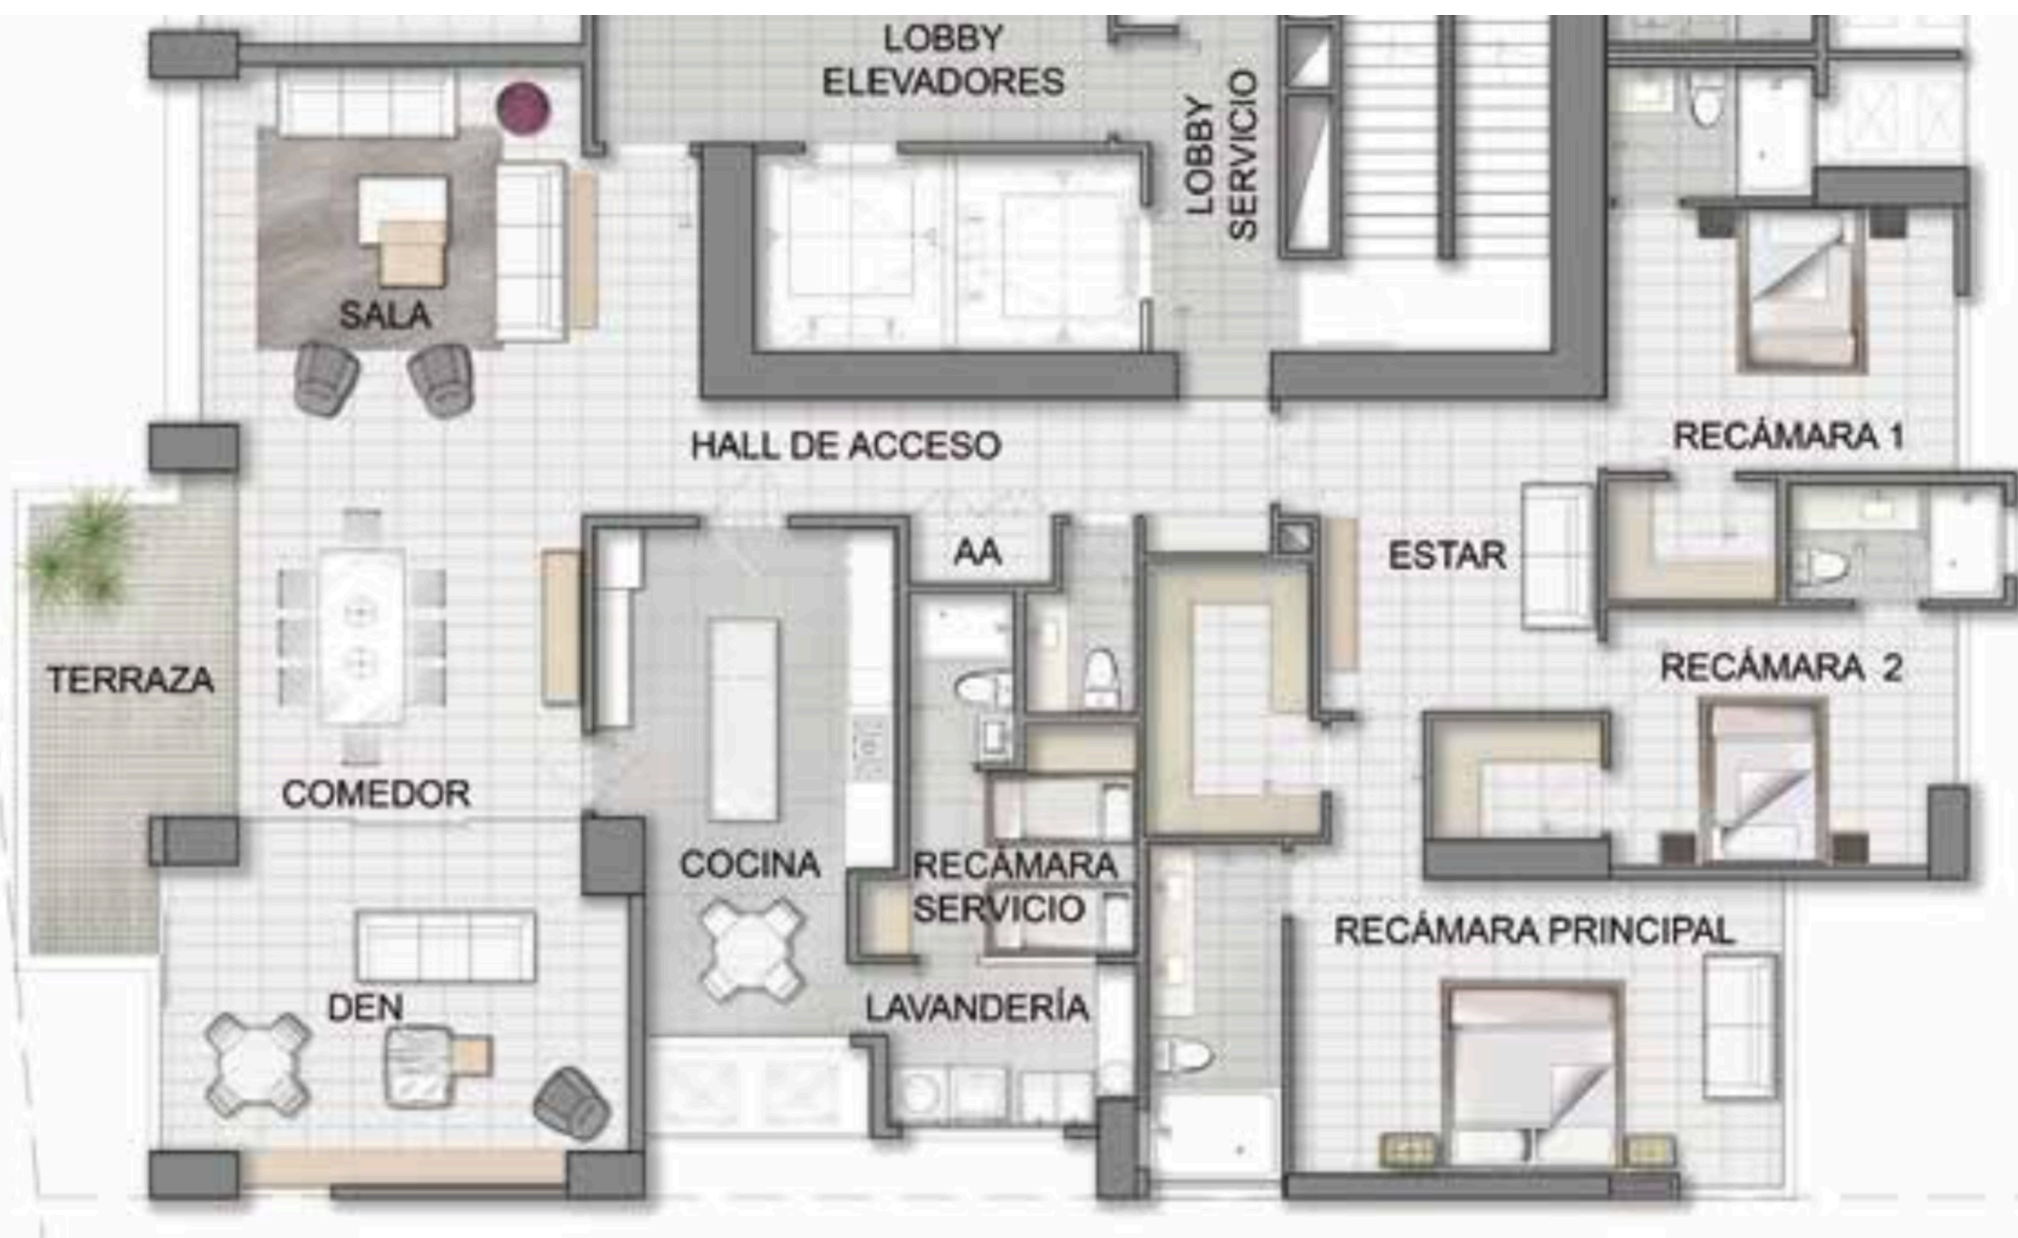 LOBBY
ELEVADORES
LOBBY
SERVICIO
SALA
HALL DE ACCESO
RECÁMARA 1
AA
ESTAR
TERRAZA
RECÁMARA 2
COMEDOR
COCINA
RECÁMARA
SERVICIO
RECÁMARA PRINCIPAL
DEN
LAVANDERÍA